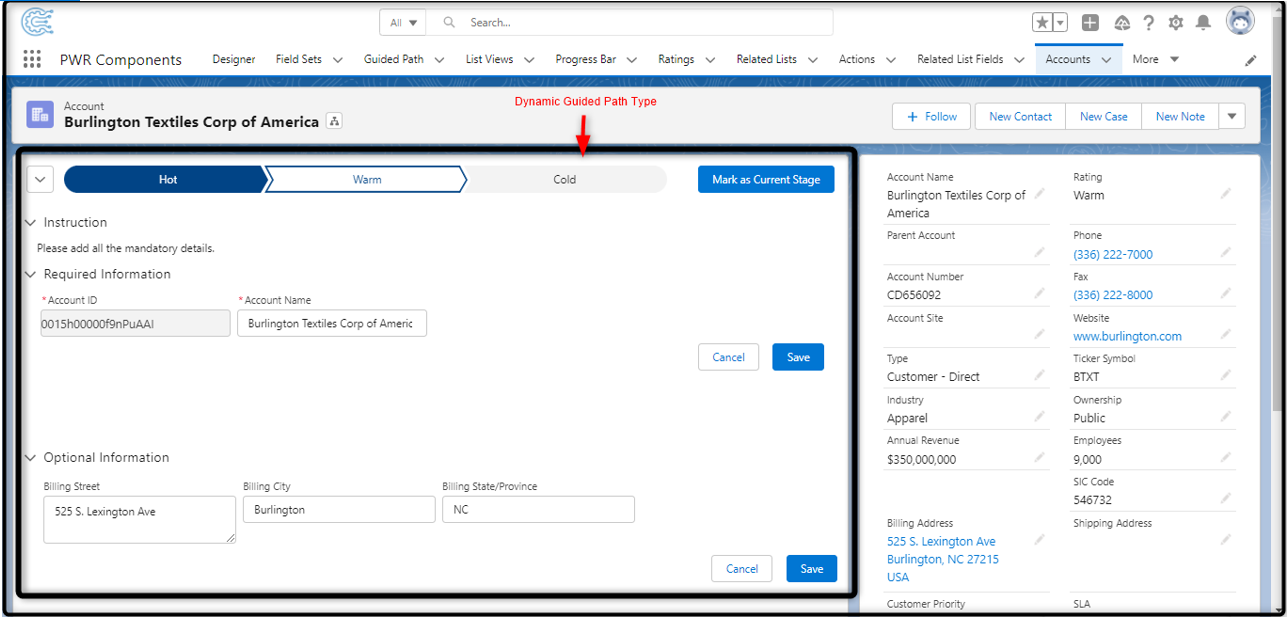 All
Search...
PWR Components
Designer
Field Sets
Guided Path
List Views
Progress Bar
Ratings
Related Lists
Actions
Related List Fields
Accounts
More
Account
Burlington Textiles Corp of America
Dynamic Guided Path Type
+ Follow
New Contact
New Case
New Note
Hot
Warm
Cold
Mark as Current Stage
Instruction
Please add all the mandatory details.
Required Information
*Account ID
*Account Name
0015h00000f9nPuAAI
Burlington Textiles Corp of Americ
Cancel
Save
Optional Information
Billing Street
Billing City
Billing State/Province
525 S. Lexington Ave
Burlington
NC
Cancel
Save
Account Name
Burlington Textiles Corp of
America
Rating
Warm
Parent Account
Phone
(336) 222-7000
Account Number
CD656092
Fax
(336) 222-8000
Account Site
Website
www.burlington.com
Type
Customer - Direct
Ticker Symbol
BTXT
Industry
Apparel
Ownership
Public
Annual Revenue
$350,000,000
Employees
9,000
SIC Code
546732
Billing Address
525 S. Lexington Ave
Burlington, NC 27215
USA
Shipping Address
Customer Priority
SLA